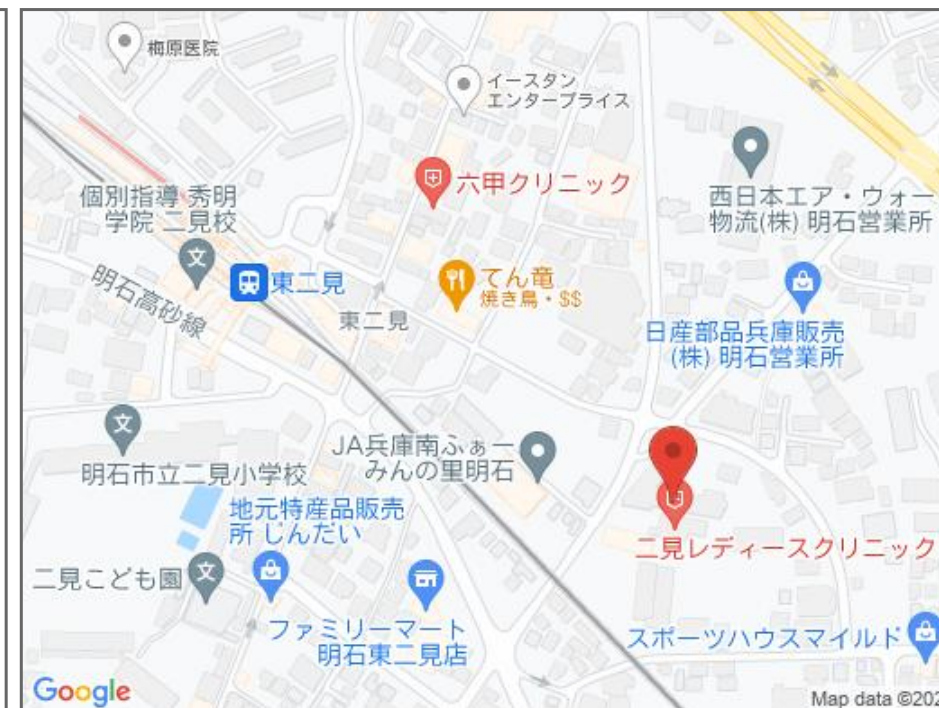 梅原医院
イースタン
エンタープライス
六甲クリニック
西日本エア・ウォー
物流(株) 明石営業所
個別指導 秀明
学院 二見校
明石高砂線
東二見
てん竜
焼き鳥・$$
東二見
日産部品兵庫販売
(株) 明石営業所
明石市立二見小学校
JA兵庫南ふぁー
みんの里明石
地元特産品販売
所 じんだい
二見レディースクリニック
二見こども園
ファミリーマート
明石東二見店
スポーツハウスマイルド
Google
Map data ©202